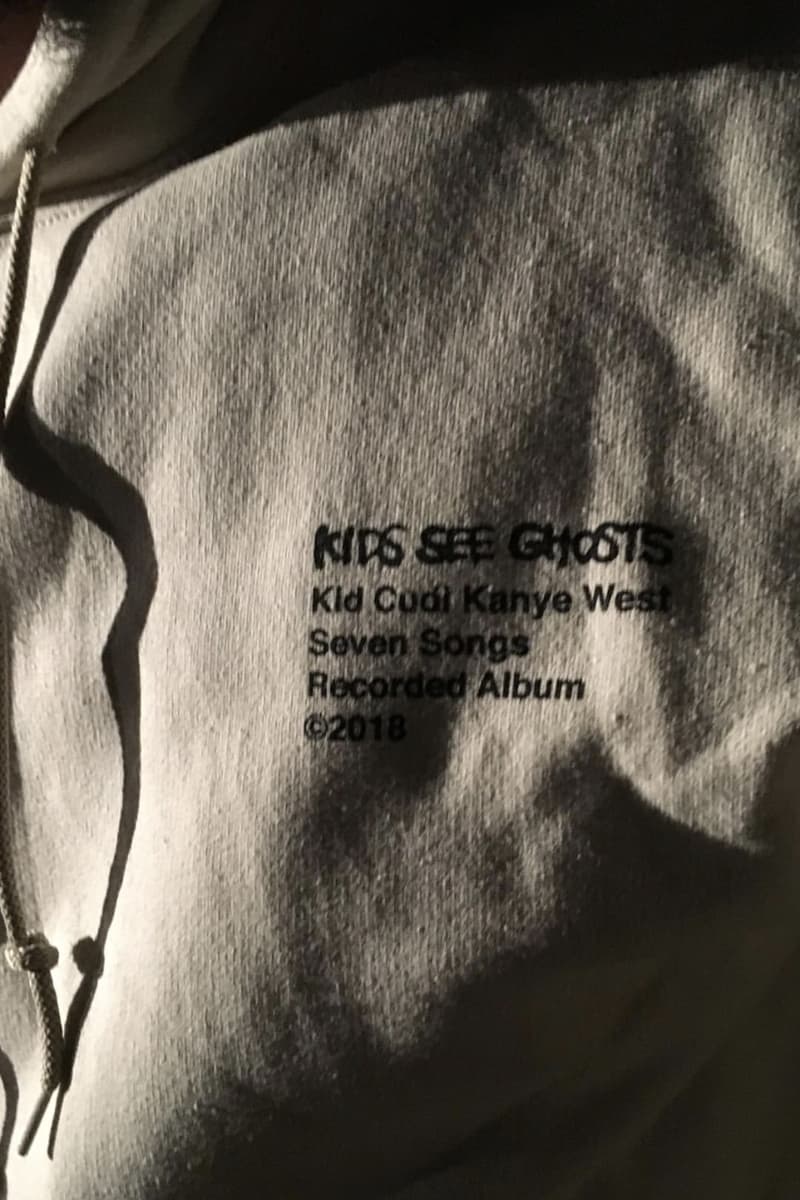 KIDS SEE GHOSTS
Kid Cudi Kanye West
Seven Songs
Recorded Album
©2018